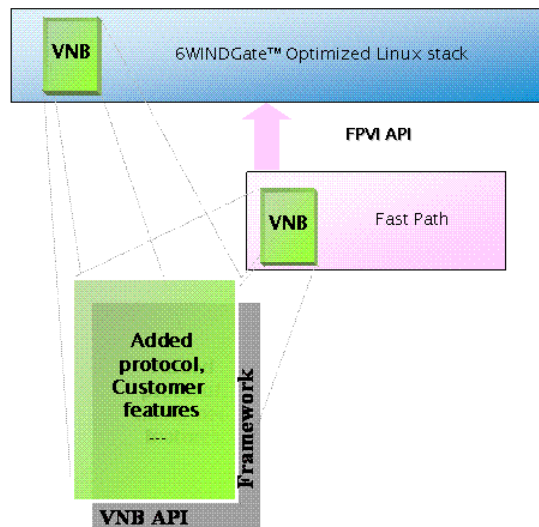 VNB
6WINDGate™ Optimized Linux stack
FPVI API
VNB
Fast Path
Added
protocol,
Customer
features
...
Framework
VNB API